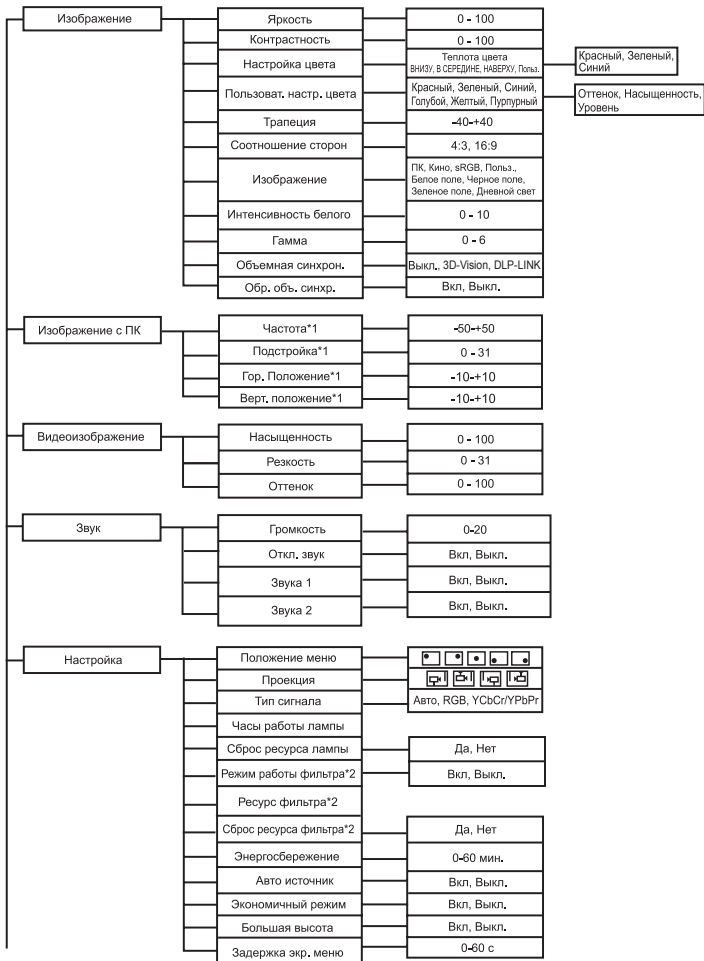 Изображение
Яркость
0 - 100
Контрастность
0 - 100
Настройка цвета
Теплота цвета
ВНИЗУ, В СЕРЕДИНЕ, НАВЕРХУ, Польз.
Красный, Зеленый,
Синий
Пользоват. настр. цвета
Красный, Зеленый, Синий,
Голубой, Желтый, Пурпурный
Оттенок, Насыщенность,
Уровень
Трапеция
-40-+40
Соотношение сторон
4:3, 16:9
Изображение
ПК, Кино, sRGB, Польз.,
Белое поле, Черное поле,
Зеленое поле, Дневной свет
Интенсивность белого
0 - 10
Гамма
0 - 6
Объемная синхрон.
Выкл., 3D-Vision, DLP-LINK
Обр. об. синхр.
Вкл, Выкл.
Изображение с ПК
Частота*1
-50-+50
Подстройка*1
0 - 31
Гор. Положение*1
-10-+10
Верт. положение*1
-10-+10
Видеоизображение
Насыщенность
0 - 100
Резкость
0 - 31
Оттенок
0 - 100
Звук
Громкость
0-20
Откл. звук
Вкл, Выкл.
Звука 1
Вкл, Выкл.
Звука 2
Вкл, Выкл.
Настройка
Положение меню
Проекция
Тип сигнала
Авто, RGB, YCbCr/YPbPr
Часы работы лампы
Сброс ресурса лампы
Да, Нет
Режим работы фильтра*2
Вкл, Выкл.
Ресурс фильтра*2
Сброс ресурса фильтра*2
Да, Нет
Энергосбережение
0-60 мин.
Авто источник
Вкл, Выкл.
Экономичный режим
Вкл, Выкл.
Большая высота
Вкл, Выкл.
Задержка экр. меню
0-60 с